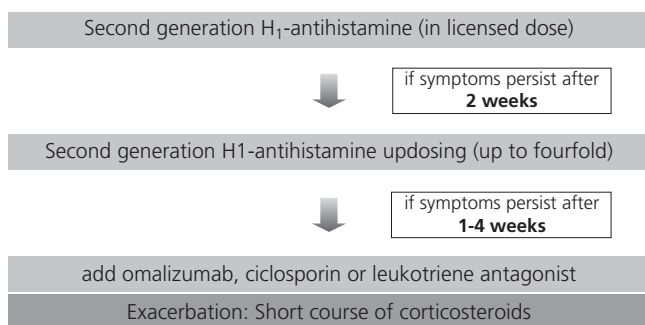 Second generation H₁-antihistamine (in licensed dose)
if symptoms persist after
2 weeks
Second generation H1-antihistamine updosing (up to fourfold)
if symptoms persist after
1-4 weeks
add omalizumab, ciclosporin or leukotriene antagonist
Exacerbation: Short course of corticosteroids